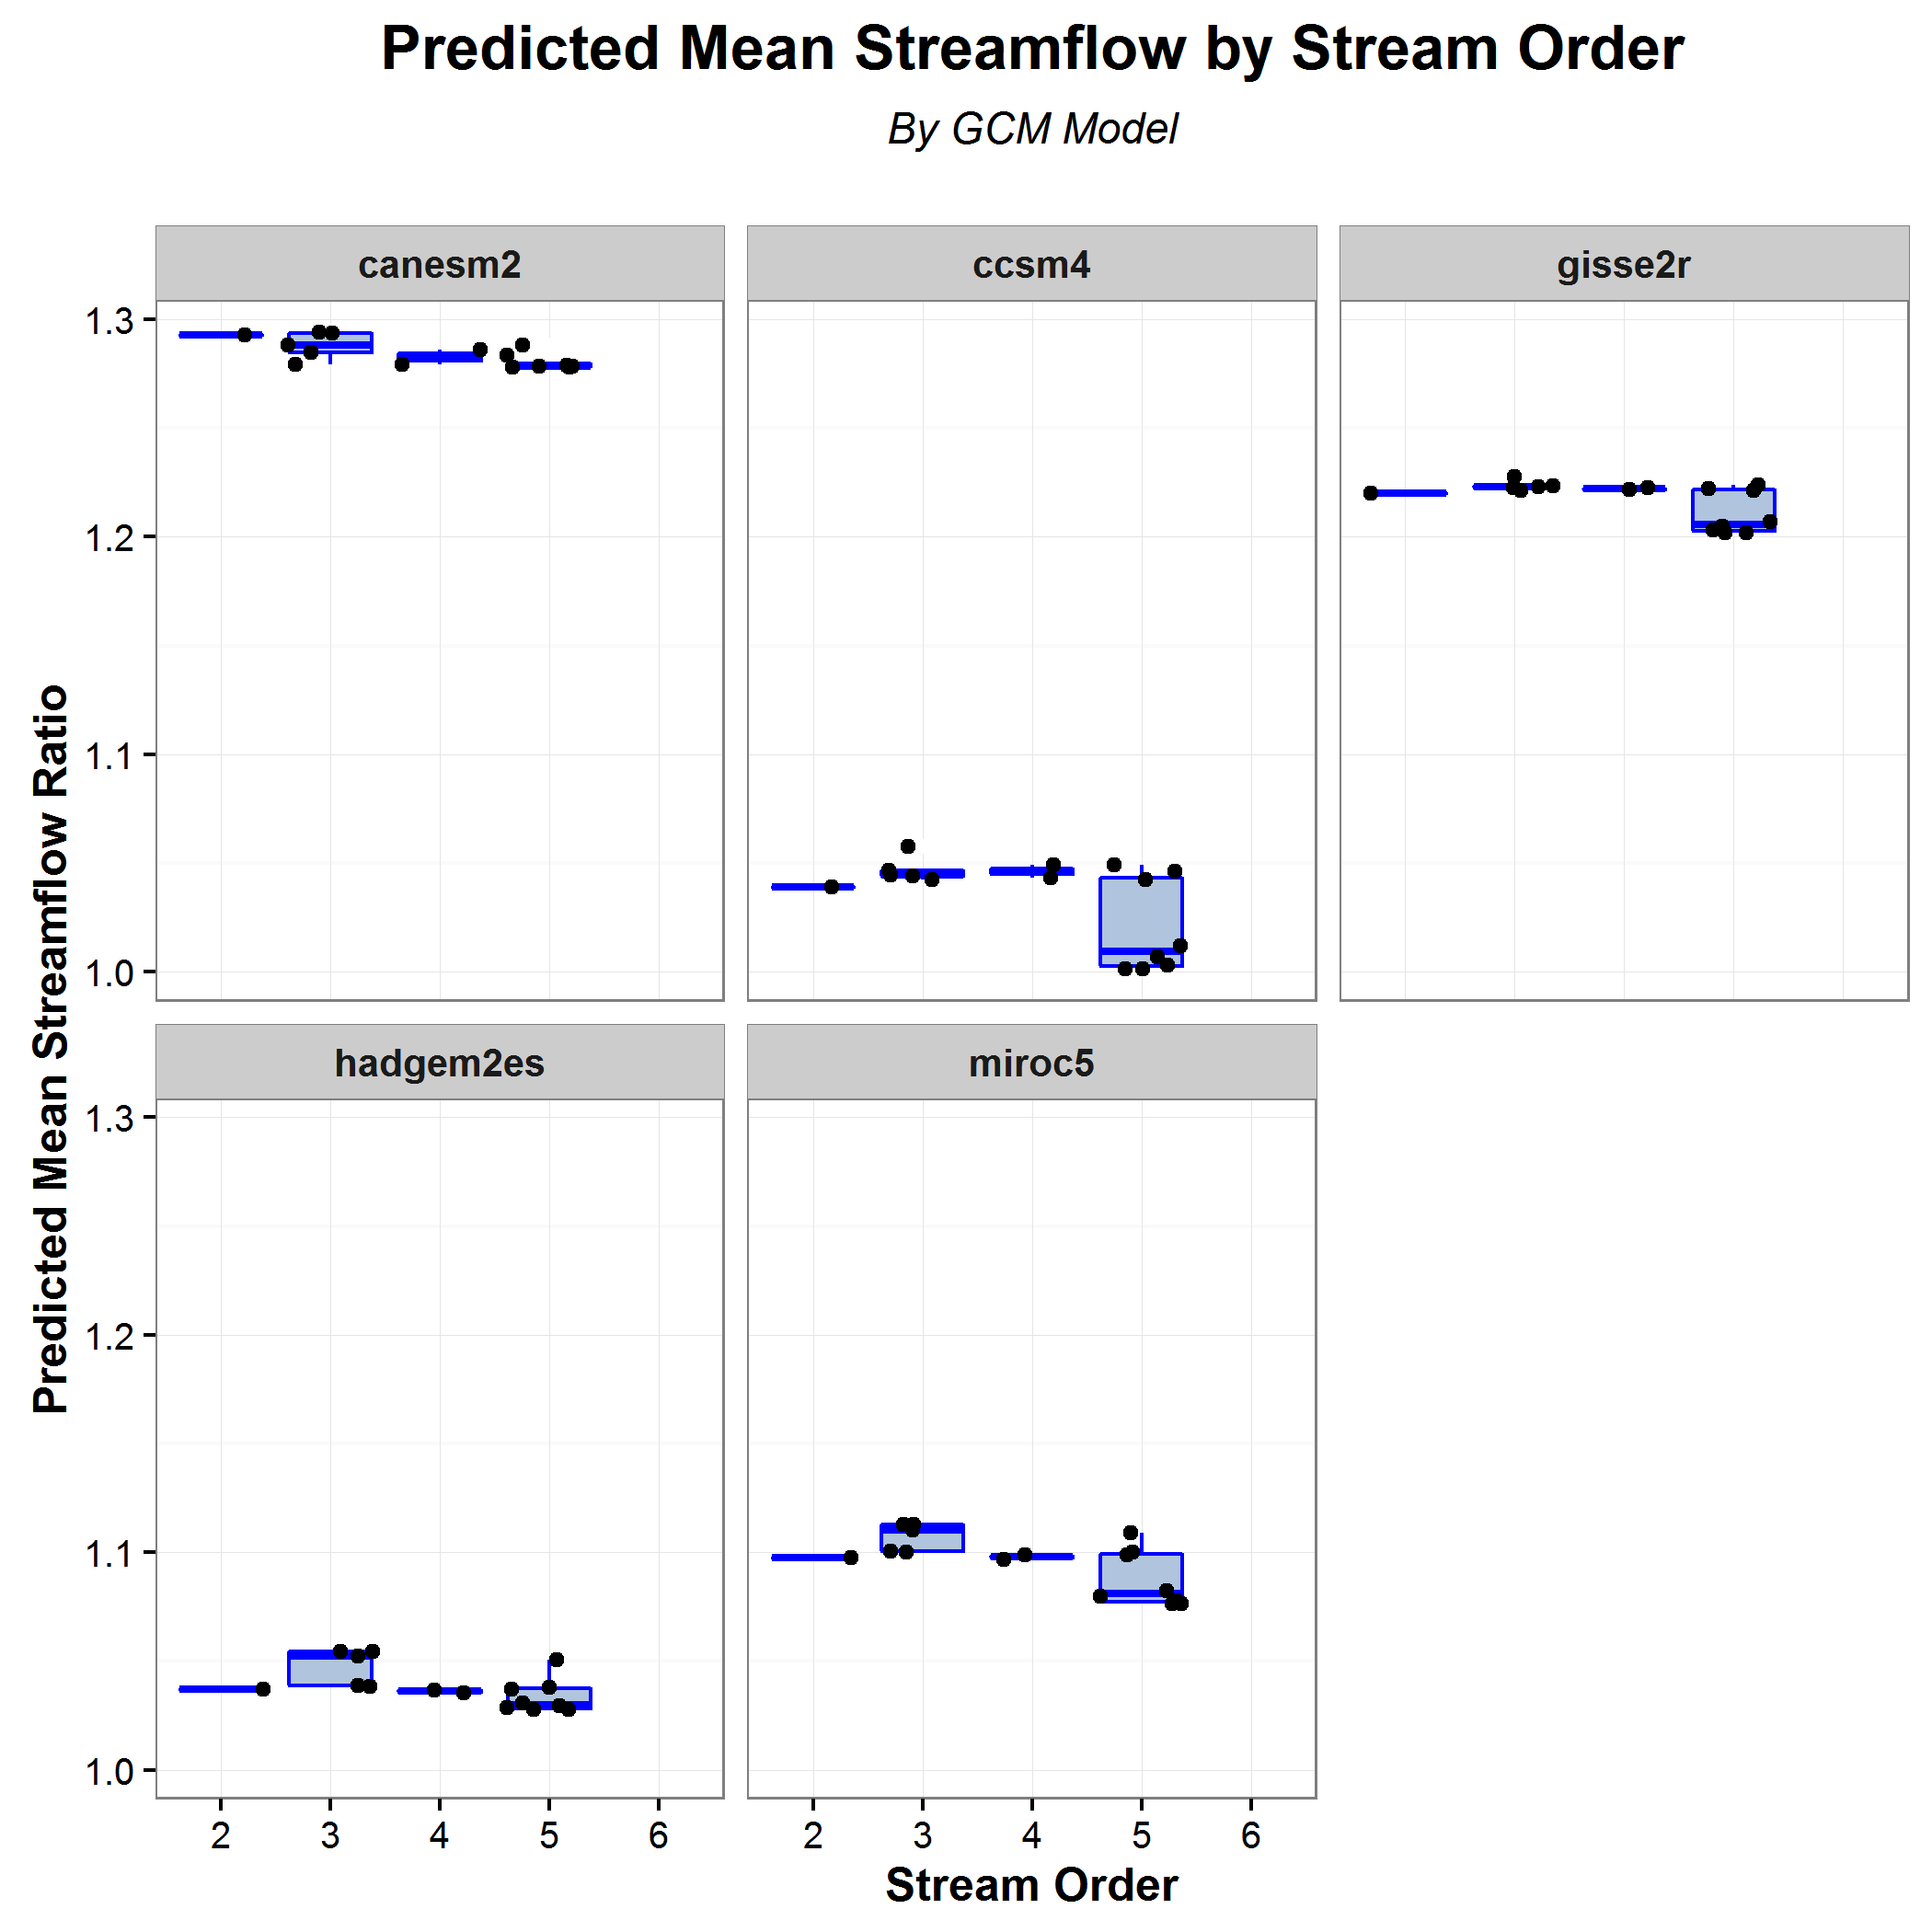 Predicted Mean Streamflow by Stream Order
By GCM Model
canesm2
ccsm4
gisse2r
1.3
1.2
1.1
1.0
Predicted Mean Streamflow Ratio
hadgem2es
miroc5
1.3
1.2
1.1
1.0
2 3 4 5 6
2 3 4 5 6
Stream Order